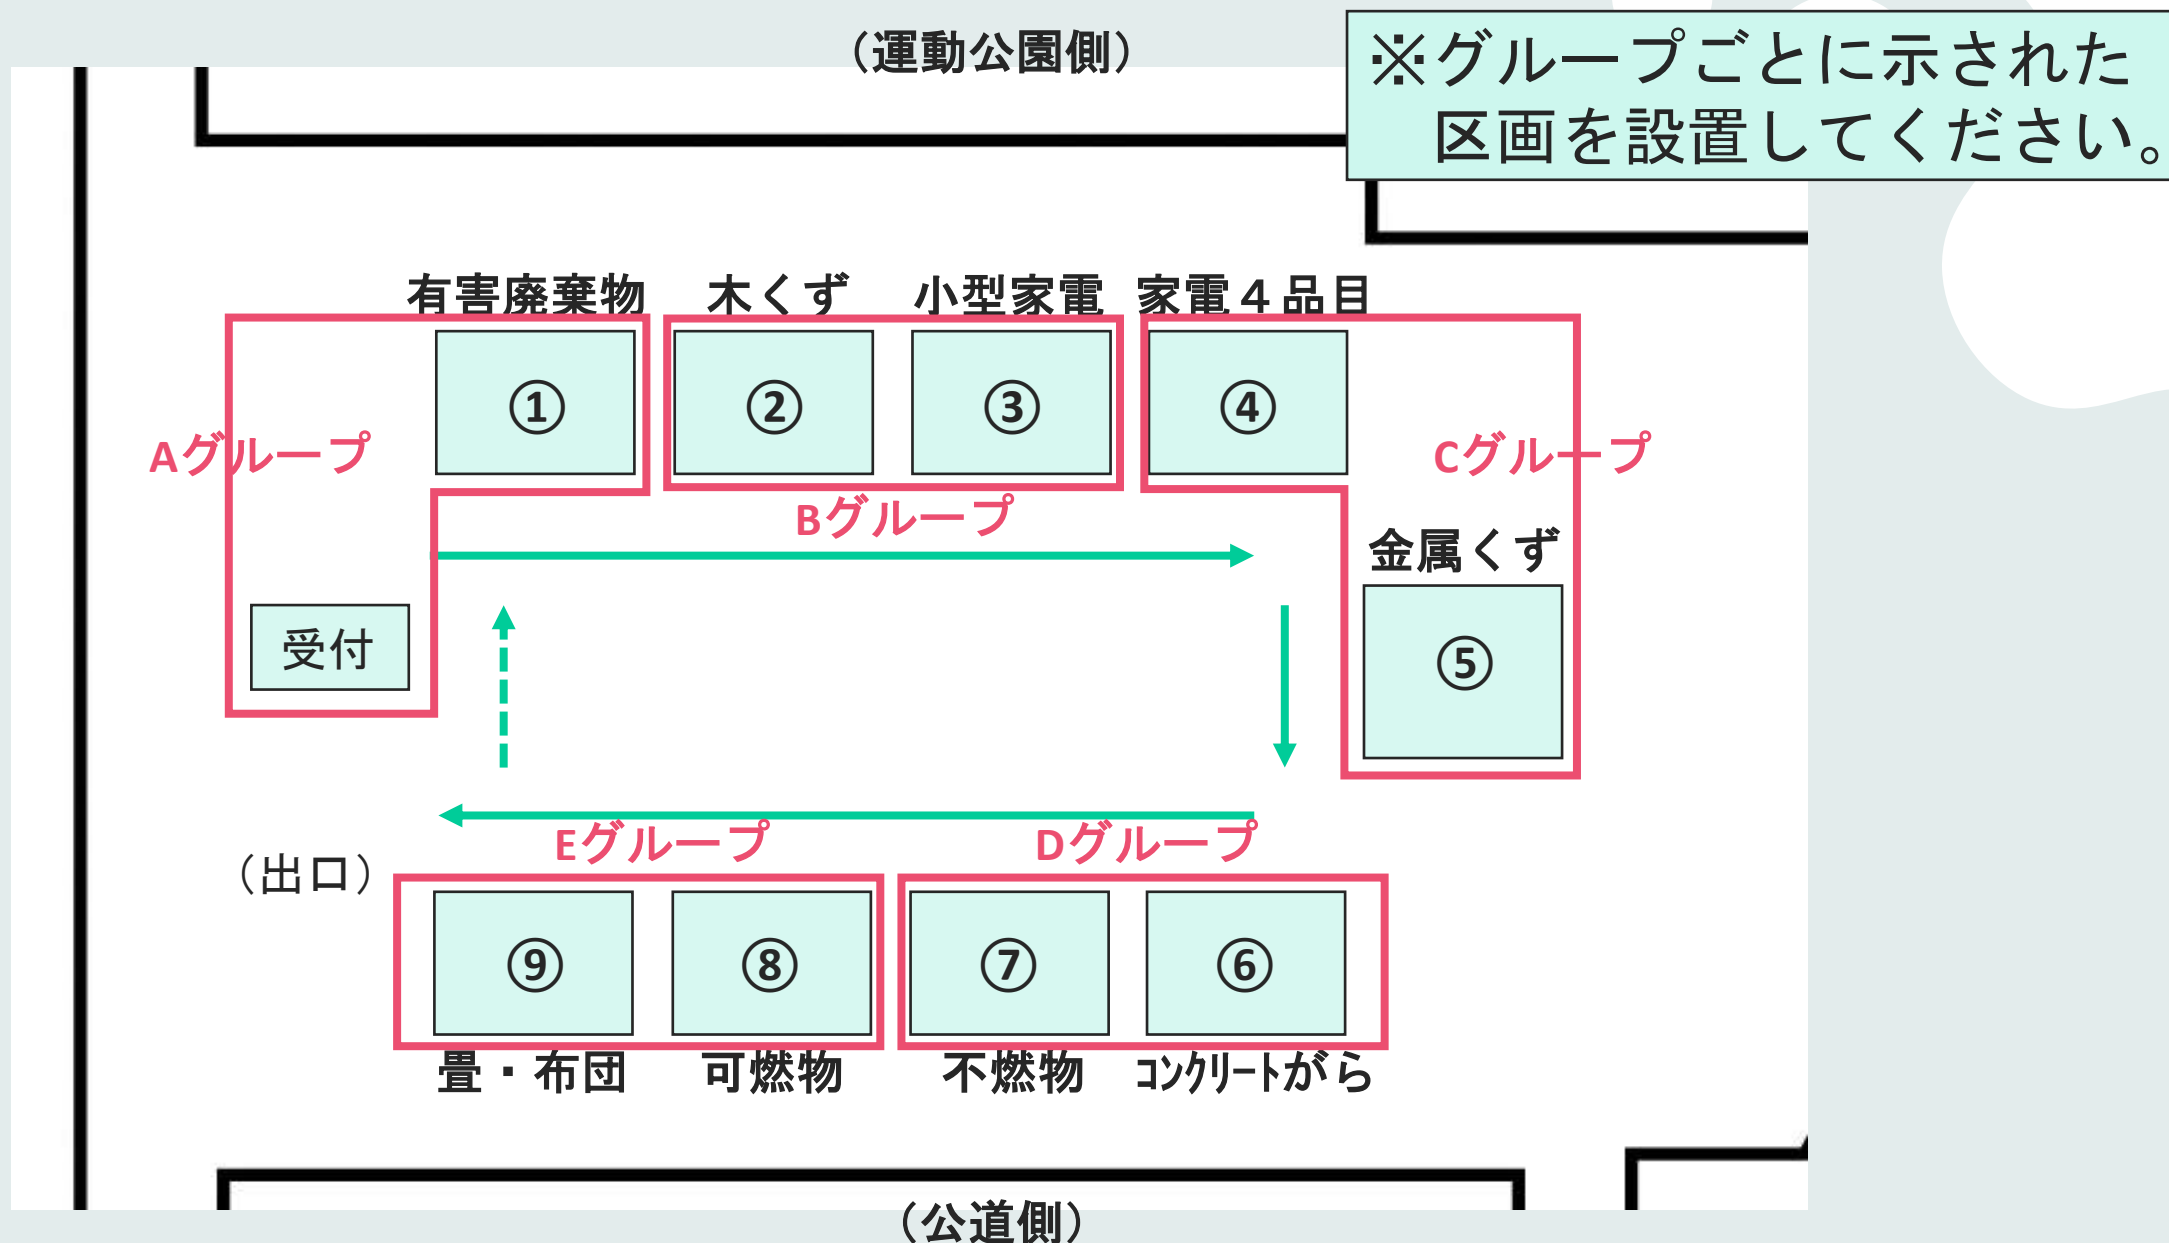 （運動公園側）
※グループごとに示された
区画を設置してください。
有害廃棄物
木くず
小型家電
家電４品目
①
②
③
④
Aグループ
Cグループ
Bグループ
金属くず
受付
⑤
Eグループ
Dグループ
（出口）
⑨
⑧
⑦
⑥
畳・布団
可燃物
不燃物
ｺﾝｸﾘｰﾄがら
（公道側）